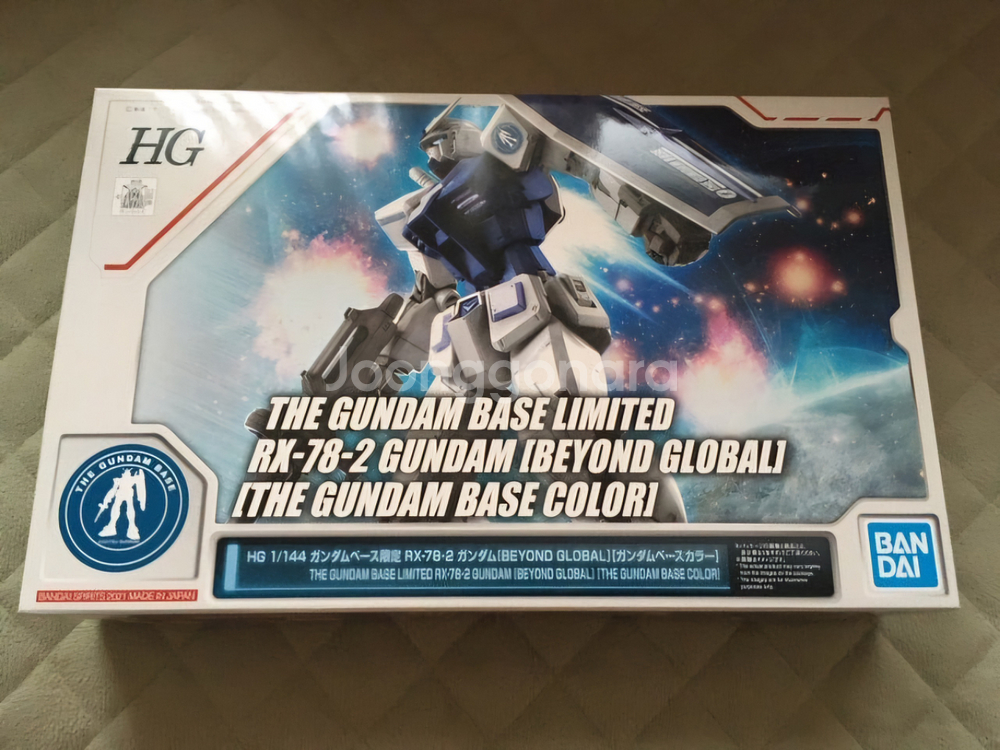 HG
Joonggonara
THE GUNDAM BASE LIMITED
RX-78-2 GUNDAM [BEYOND GLOBAL]
[THE GUNDAM BASE COLOR]
THE GUNDAM BASE
HG 1/144 ガンダムベース限定 RX-78-2 ガンダム[BEYOND GLOBAL][ガンダムベースカラー]
THE GUNDAM BASE LIMITED RX-78-2 GUNDAM [BEYOND GLOBAL] [THE GUNDAM BASE COLOR]
BAN
DAI
BANDAI SPIRITS 2021 MADE IN JAPAN